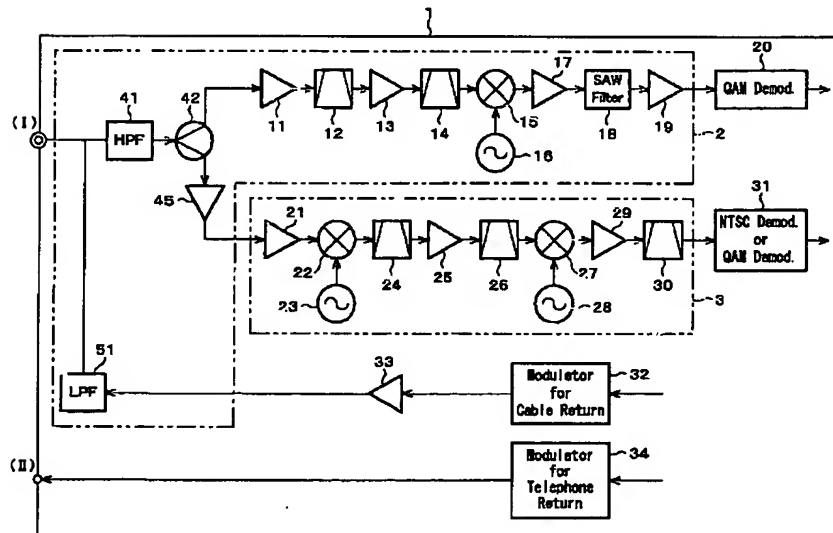 1
20
41
42
17
SAW
Filter
QAM Demod.
(I)
HPF
11
12
13
14
15
16
18
19
2
45
21
22
23
24
25
26
27
28
29
30
31
NTSC Demod.
or
QAM Demod.
3
51
LPF
33
32
Modulator
for
Cable Return
(II)
34
Modulator
for
Telephone
Return